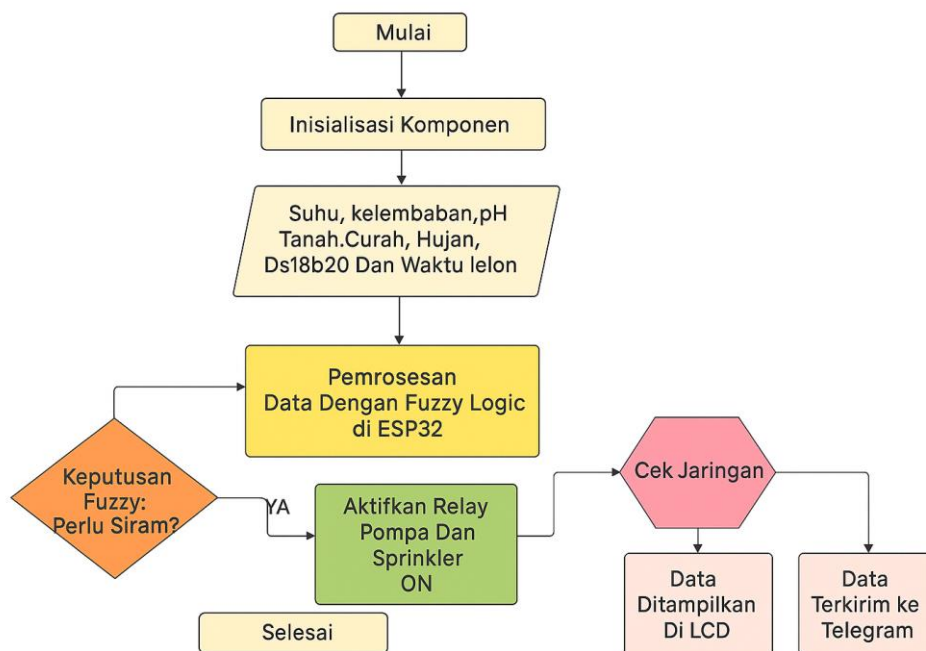 Mulai
Inisialisasi Komponen
Suhu, kelembaban,pH
Tanah.Curah, Hujan,
Ds18b20 Dan Waktu lelon
Pemrosesan
Data Dengan Fuzzy Logic
di ESP32
Keputusan
Fuzzy:
Perlu Siram?
YA
Aktifkan Relay
Pompa Dan
Sprinkler
ON
Cek Jaringan
Data
Ditampilkan
Di LCD
Data
Terkirim ke
Telegram
Selesai